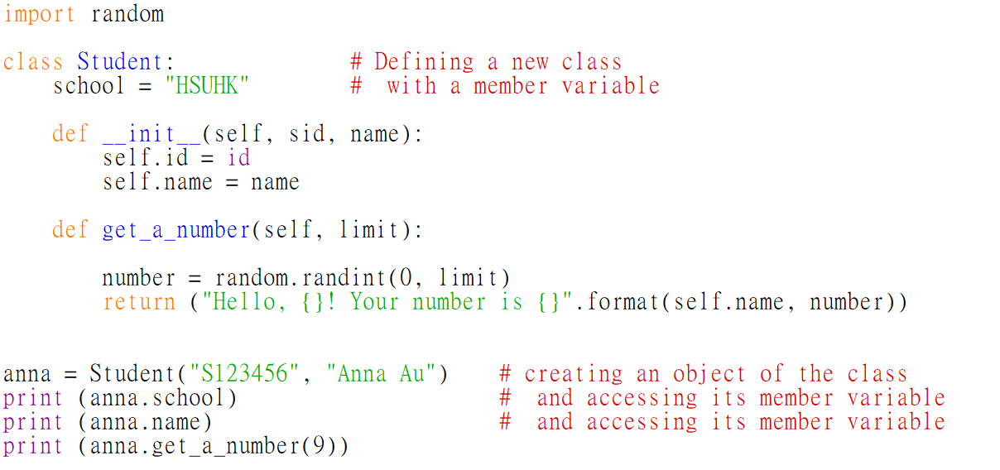 import random
class Student:                # Defining a new class
    school = "HSUHK"          #  with a member variable
    def __init__(self, sid, name):
        self.id = id
        self.name = name
    def get_a_number(self, limit):
        number = random.randint(0, limit)
        return ("Hello, {}! Your number is {}".format(self.name, number))
anna = Student("S123456", "Anna Au")    # creating an object of the class
print (anna.school)                     #  and accessing its member variable
print (anna.name)                       #  and accessing its member variable
print (anna.get_a_number(9))